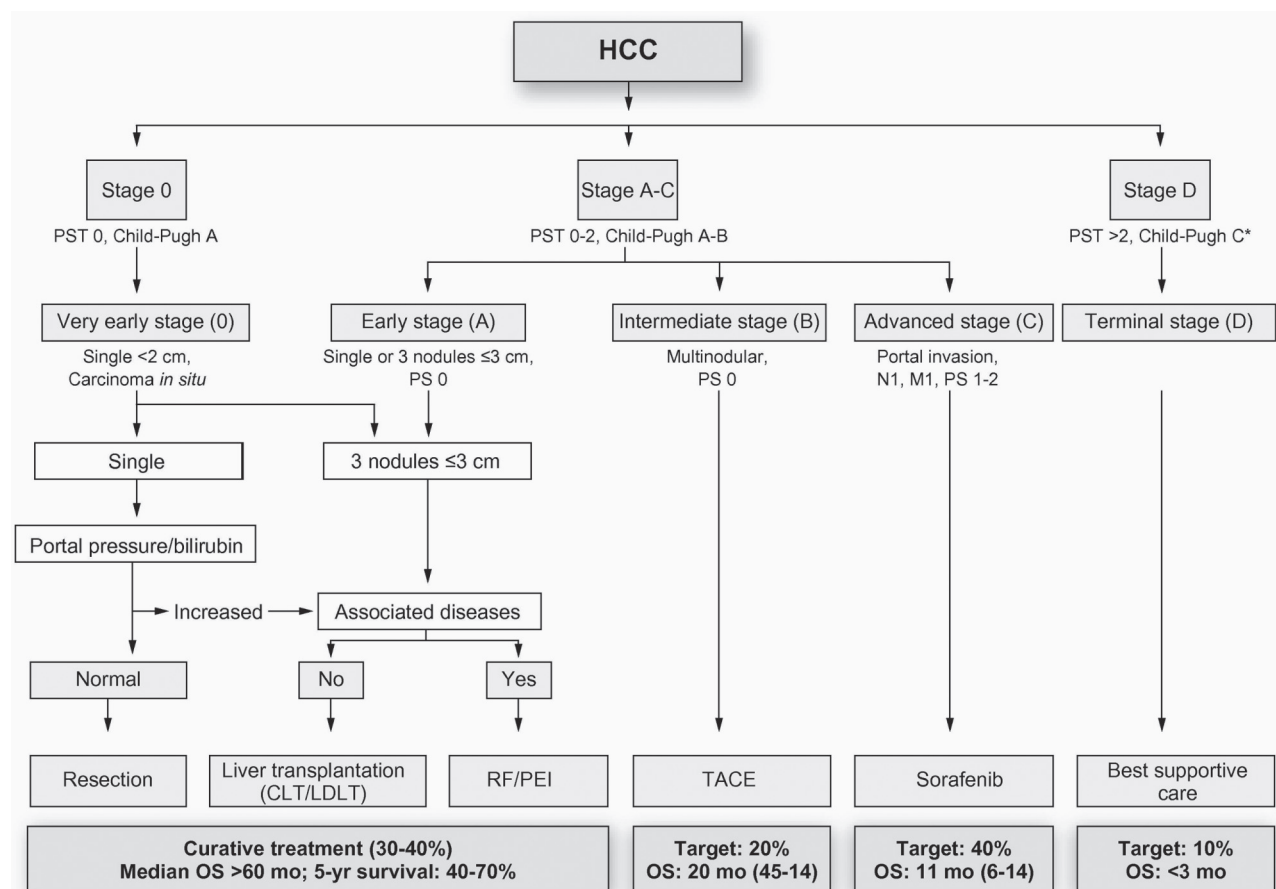 HCC
Stage 0
Stage A-C
Stage D
PST 0, Child-Pugh A
PST 0-2, Child-Pugh A-B
PST >2, Child-Pugh C*
Very early stage (0)
Early stage (A)
Intermediate stage (B)
Advanced stage (C)
Terminal stage (D)
Single <2 cm,
Carcinoma in situ
Single or 3 nodules ≤3 cm,
PS 0
Multinodular,
PS 0
Portal invasion,
N1, M1, PS 1-2
Single
3 nodules ≤3 cm
Portal pressure/bilirubin
Increased
Associated diseases
Normal
No
Yes
Resection
Liver transplantation
(CLT/LDLT)
RF/PEI
TACE
Sorafenib
Best supportive
care
Curative treatment (30-40%)
Median OS >60 mo; 5-yr survival: 40-70%
Target: 20%
OS: 20 mo (45-14)
Target: 40%
OS: 11 mo (6-14)
Target: 10%
OS: <3 mo